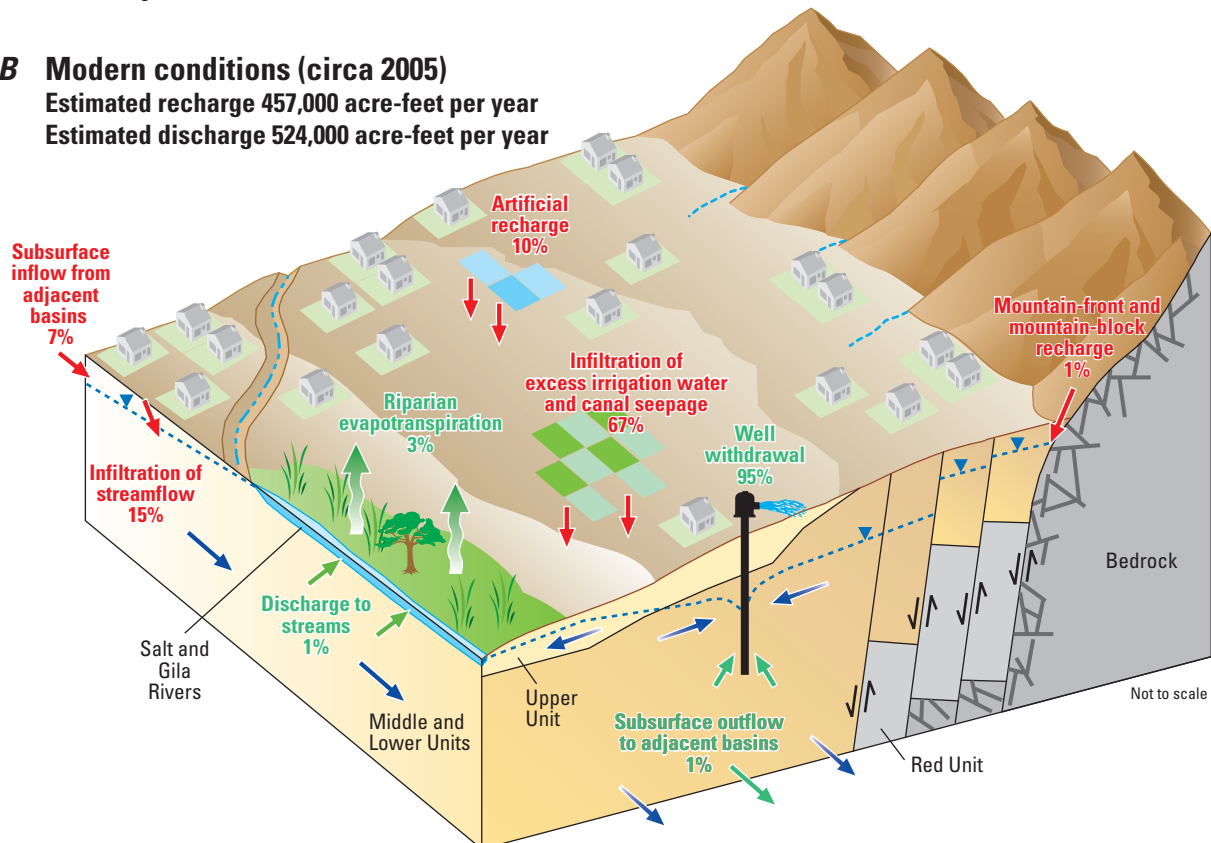 B Modern conditions (circa 2005)
Estimated recharge 457,000 acre-feet per year
Estimated discharge 524,000 acre-feet per year
Artificial
recharge
10%
Subsurface
inflow from
adjacent
basins
7%
Mountain-front and
mountain-block
recharge
1%
Infiltration of
excess irrigation water
and canal seepage
67%
Riparian
evapotranspiration
3%
Well
withdrawal
95%
Infiltration of
streamflow
15%
Bedrock
Discharge to
streams
1%
Salt and
Gila
Rivers
Upper
Unit
Middle and
Lower Units
Not to scale
Subsurface outflow
to adjacent basins
1%
Red Unit